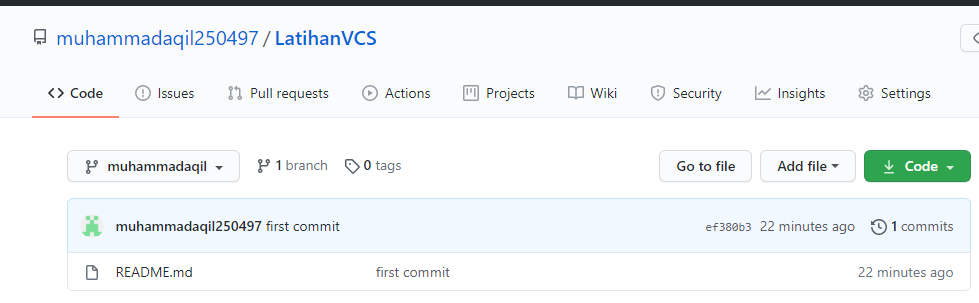 muhammadaqil250497 / LatihanVCS
Code Issues Pull requests Actions Projects Wiki Security Insights Settings
muhammadaqil 1 branch 0 tags Go to file Add file Code
muhammadaqil250497 first commit ef380b3 22 minutes ago 1 commits
README.md first commit 22 minutes ago